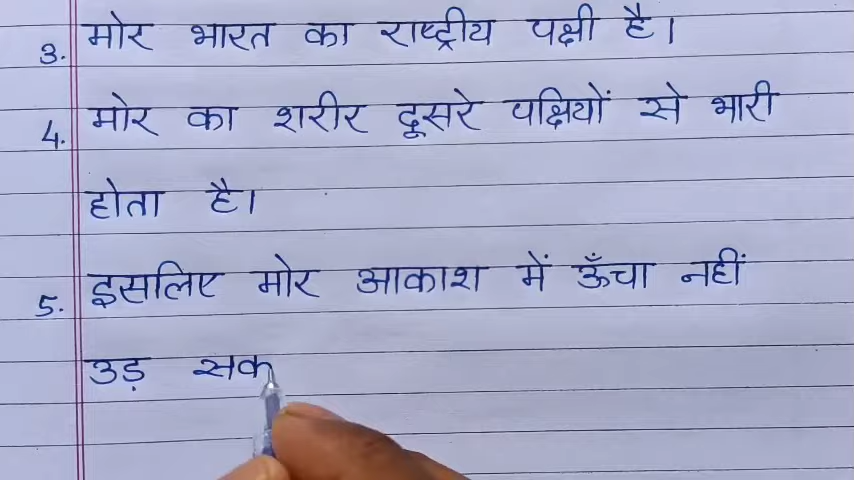 3. मोर भारत का राष्ट्रीय पक्षी है।
4. मोर का शरीर दूसरे पक्षियों से भारी
होता है।
5. इसलिए मोर आकाश में ऊँचा नहीं
उड़ सक